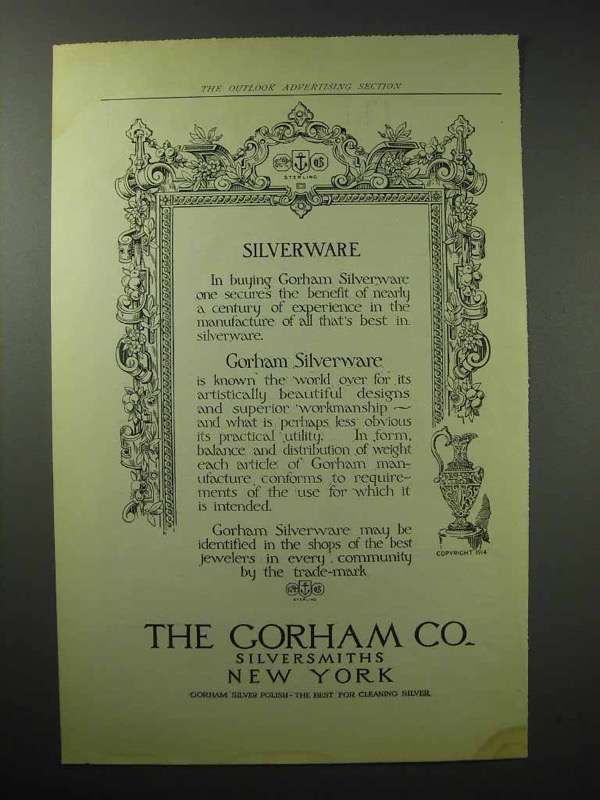 THE OUTLOOK ADVERTISING SECTION
STERLING
SILVERWARE
In buying Gorham Silverware
one secures the benefit of nearly
a century of experience in the
manufacture of all that's best in
silverware.
Gorham Silverware
is known the world over for its
artistically beautiful designs
and superior workmanship ~
and what is perhaps less obvious
its practical utility. In form,
balance and distribution of weight
each article of Gorham man-
ufacture conforms to require-
ments of the use for which it
is intended.
COPYRIGHT 1914
Gorham Silverware may be
identified in the shops of the best
jewelers in every community
by the trade-mark
STERLING
THE GORHAM CO.
SILVERSMITHS
NEW YORK
GORHAM SILVER POLISH - THE BEST FOR CLEANING SILVER.